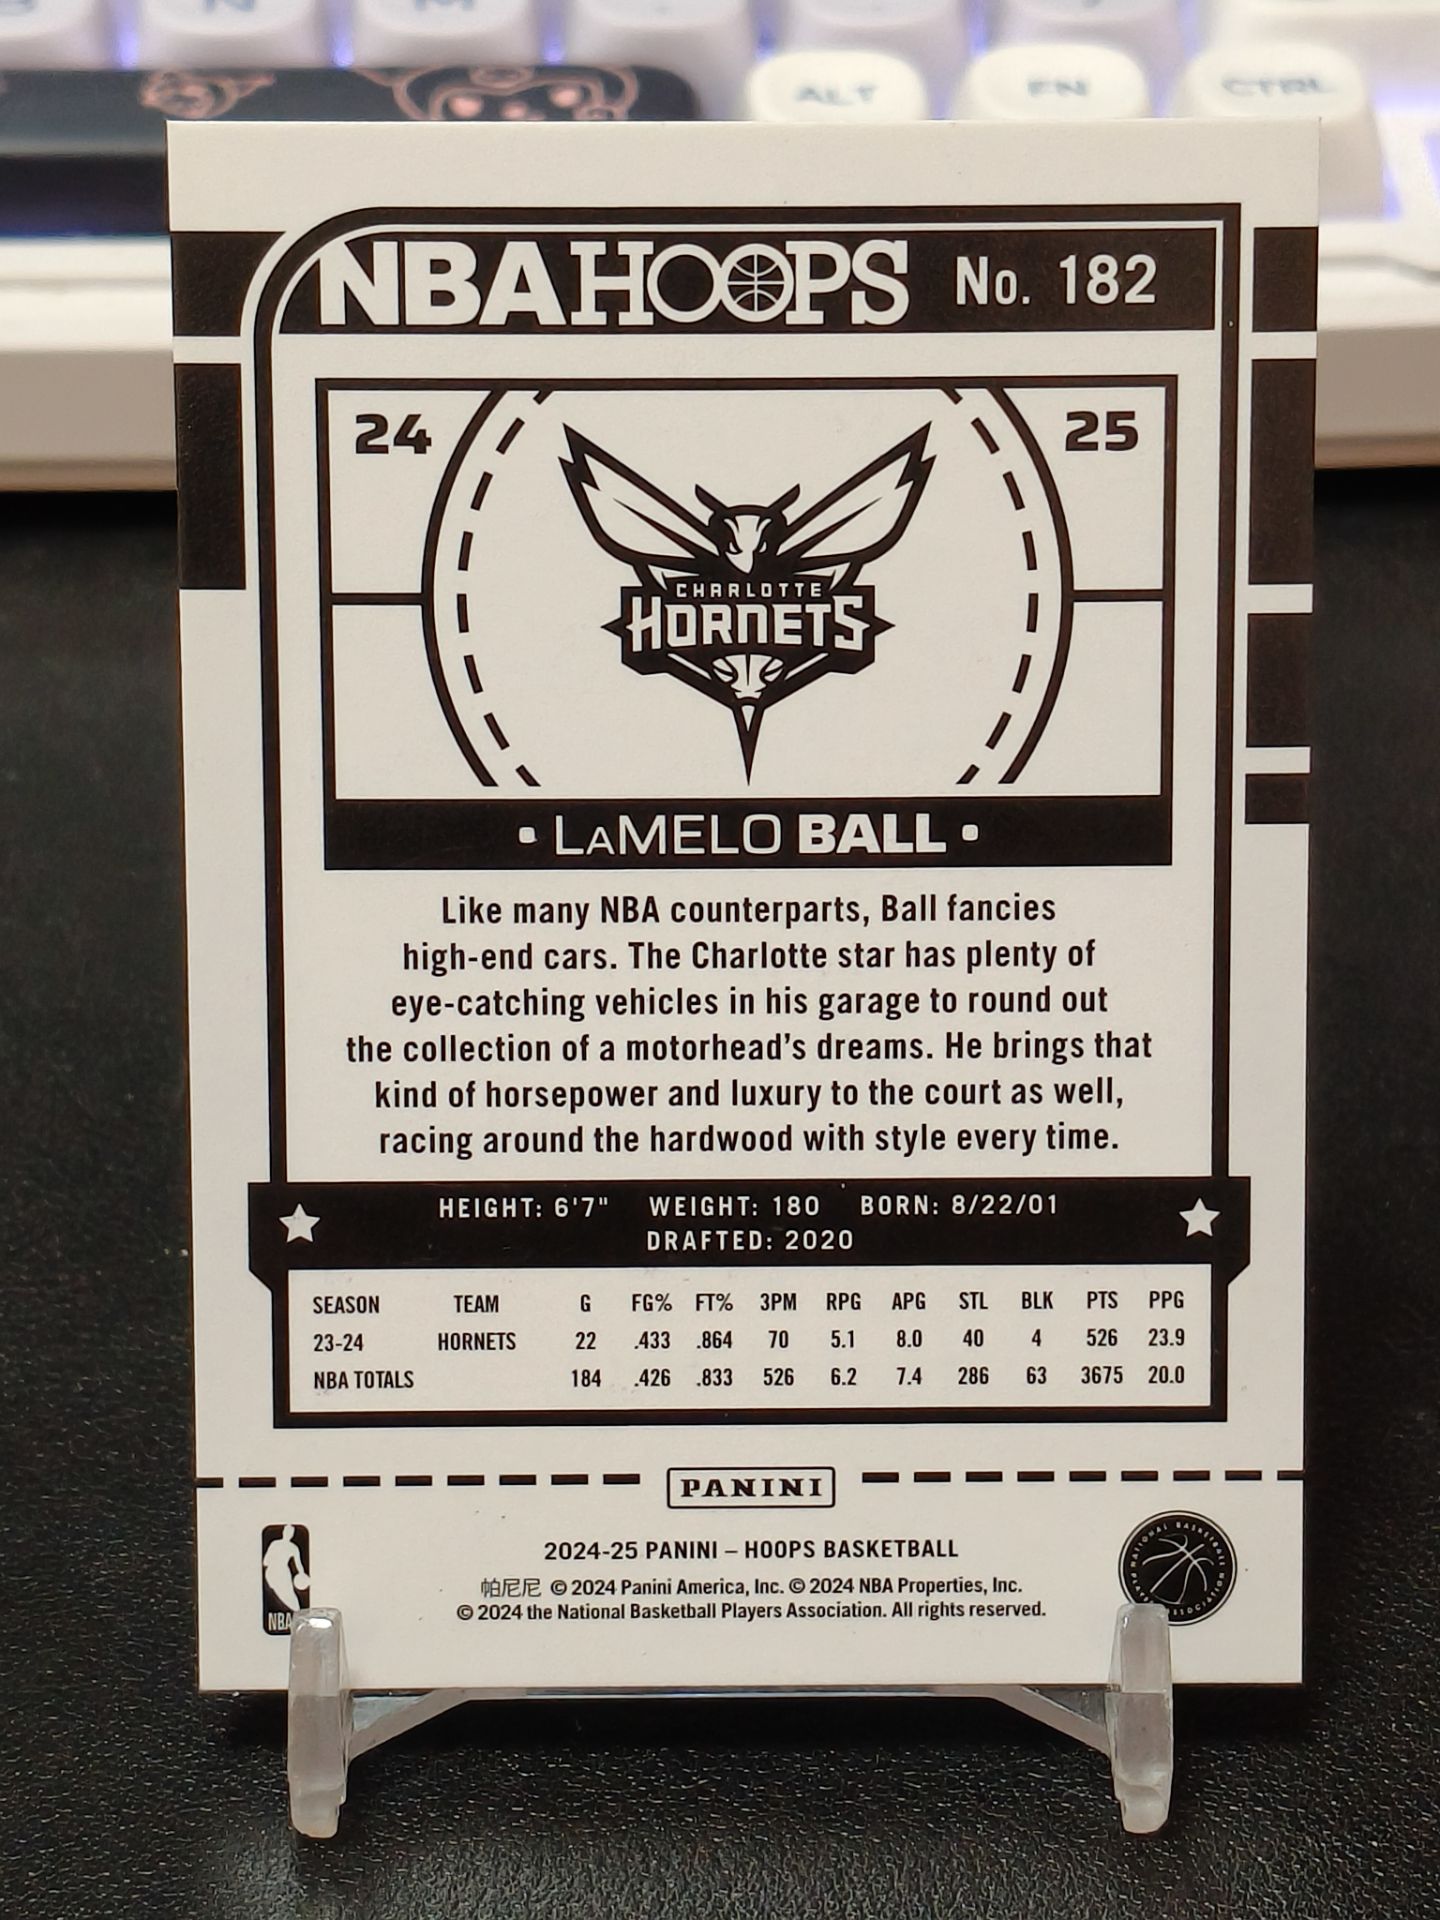 ALT FN CTRL
NBA HOOPS No. 182
24 25
CHARLOTTE
HORNETS
LAMELO BALL
Like many NBA counterparts, Ball fancies
high-end cars. The Charlotte star has plenty of
eye-catching vehicles in his garage to round out
the collection of a motorhead's dreams. He brings that
kind of horsepower and luxury to the court as well,
racing around the hardwood with style every time.
HEIGHT: 6'7" WEIGHT: 180 BORN: 8/22/01
DRAFTED: 2020
SEASON TEAM G FG% FT% 3PM RPG APG STL BLK PTS PPG
23-24 HORNETS 22 .433 .864 70 5.1 8.0 40 4 526 23.9
NBA TOTALS 184 .426 .833 526 6.2 7.4 286 63 3675 20.0
PANINI
2024-25 PANINI – HOOPS BASKETBALL
帕尼尼 © 2024 Panini America, Inc. © 2024 NBA Properties, Inc.
© 2024 the National Basketball Players Association. All rights reserved.
NBA
NATIONAL BASKETBALL